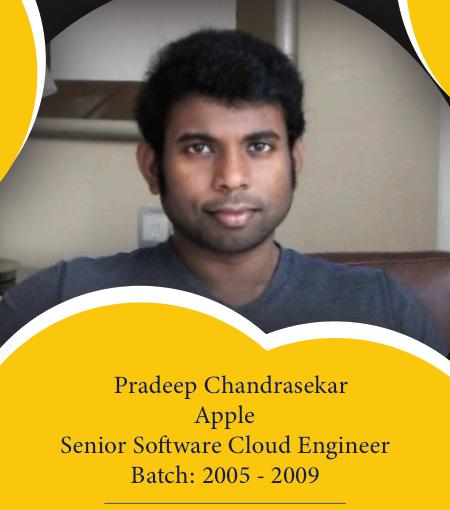 Pradeep Chandrasekar
Apple
Senior Software Cloud Engineer
Batch: 2005 - 2009